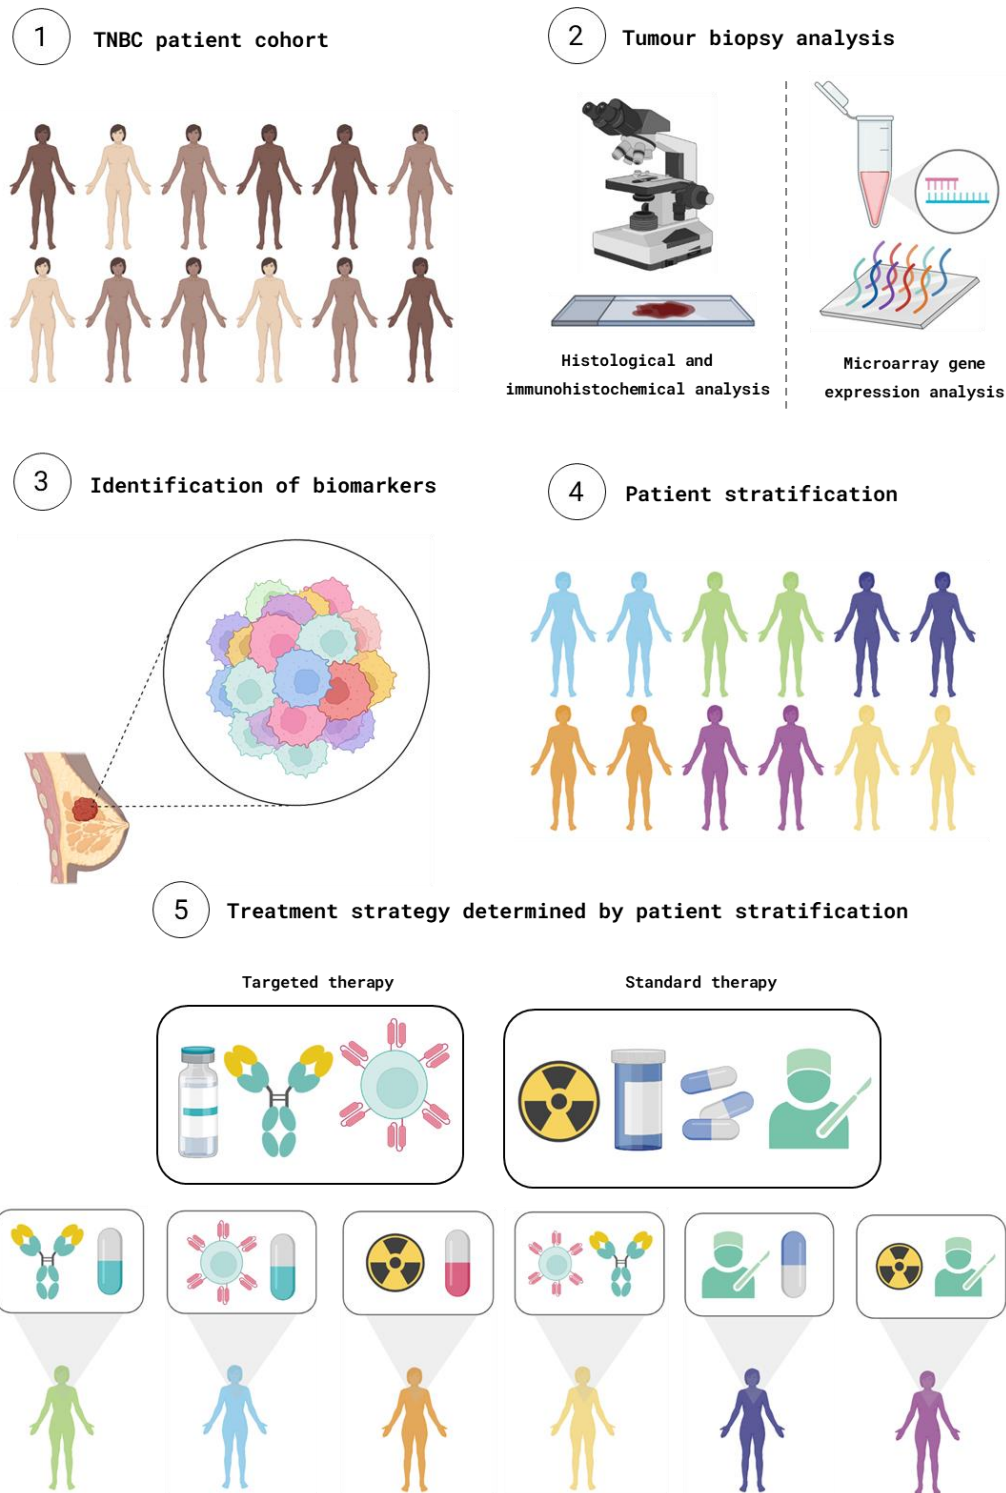 1
TNBC patient cohort
2
Tumour biopsy analysis
Histological and
immunohistochemical analysis
Microarray gene
expression analysis
3
Identification of biomarkers
4
Patient stratification
5
Treatment strategy determined by patient stratification
Targeted therapy
Standard therapy